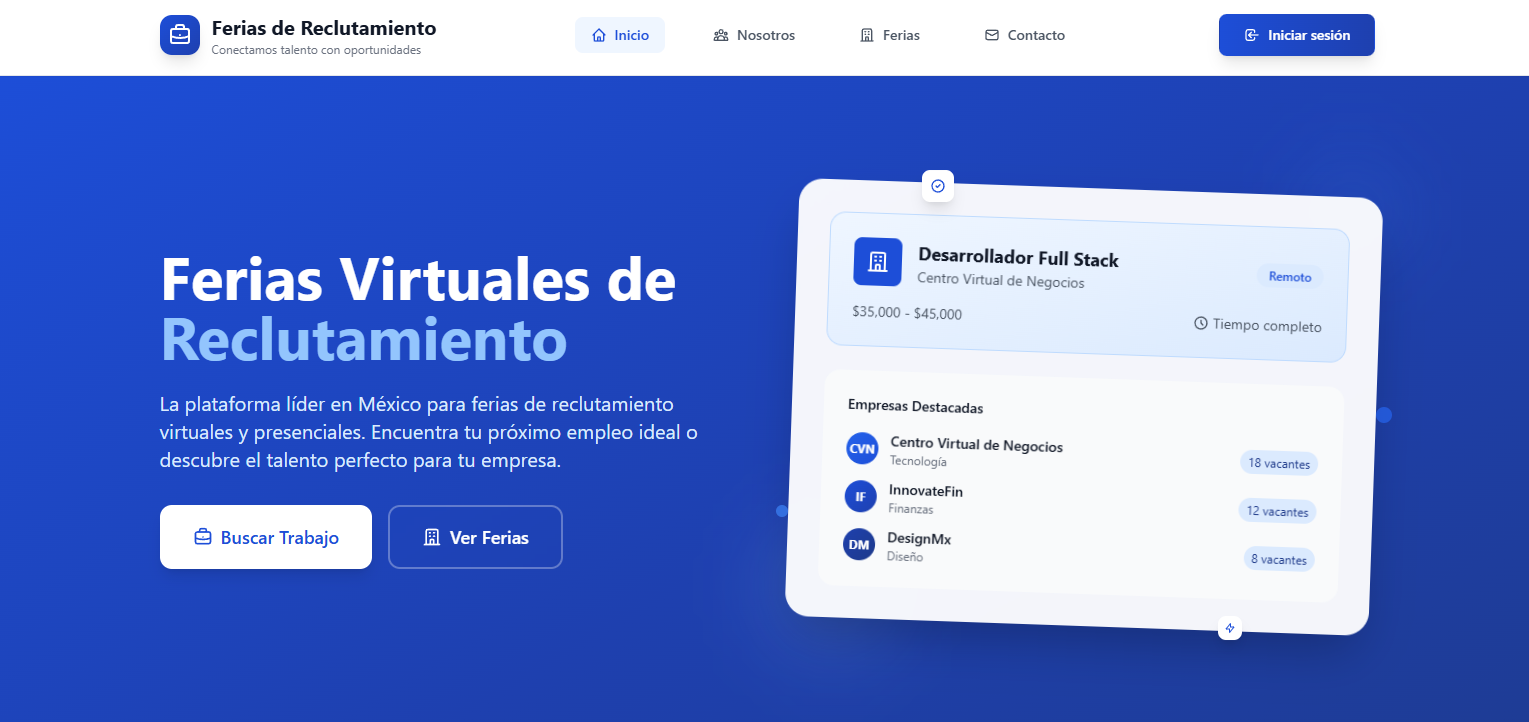 Ferias de Reclutamiento
Conectamos talento con oportunidades
Inicio
Nosotros
Ferias
Contacto
Iniciar sesión
Ferias Virtuales de
Reclutamiento
La plataforma líder en México para ferias de reclutamiento
virtuales y presenciales. Encuentra tu próximo empleo ideal o
descubre el talento perfecto para tu empresa.
Buscar Trabajo
Ver Ferias
Desarrollador Full Stack
Centro Virtual de Negocios
Remoto
$35,000 - $45,000
Tiempo completo
Empresas Destacadas
CVN
Centro Virtual de Negocios
Tecnología
18 vacantes
IF
InnovateFin
Finanzas
12 vacantes
DM
DesignMx
Diseño
8 vacantes